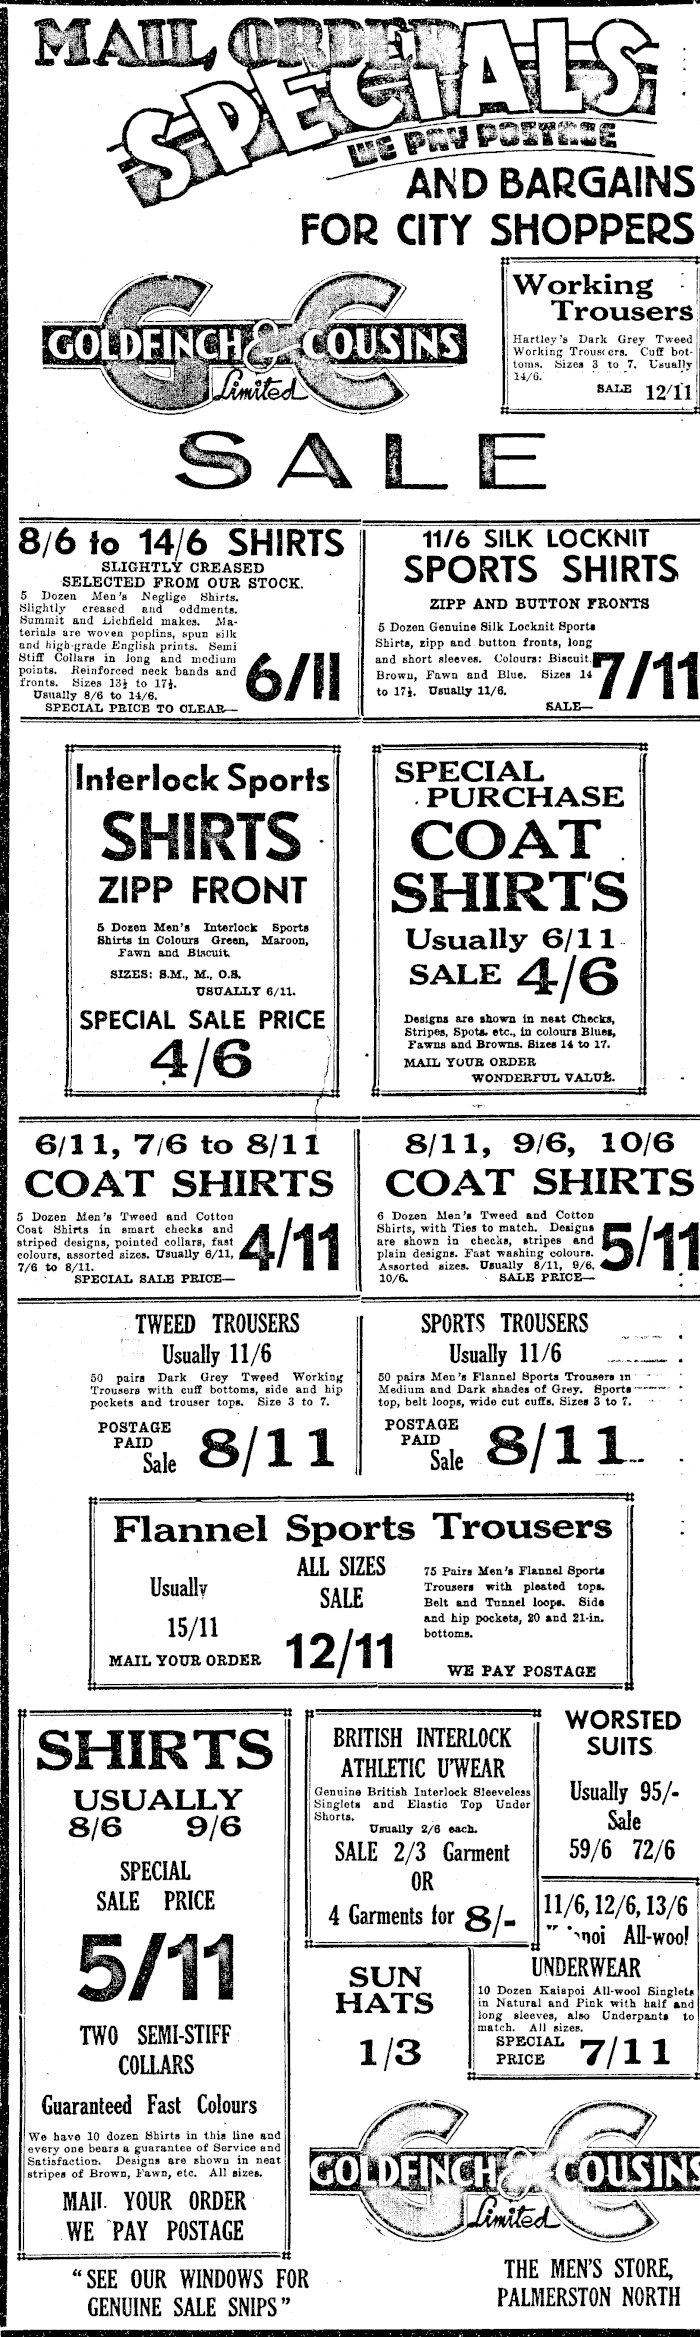 MAIL ORDER
SPECIALS
WE PAY POSTAGE
AND BARGAINS
FOR CITY SHOPPERS
GOLDFINCH & COUSINS
Limited
Working
Trousers
Hartley's Dark Grey Tweed
Working Trousers. Cuff bot-
toms. Sizes 3 to 7. Usually
14/6.
SALE 12/11
SALE
8/6 to 14/6 SHIRTS
SLIGHTLY CREASED
SELECTED FROM OUR STOCK.
5 Dozen Men's Neglige Shirts.
Slightly creased and oddments.
Summit and Lichfield makes. Ma-
terials are woven poplins, spun silk
and high-grade English prints. Semi
Stiff Collars in long and medium
points. Reinforced neck bands and
fronts. Sizes 13½ to 17½.
Usually 8/6 to 14/6.
SPECIAL PRICE TO CLEAR—
6/11
11/6 SILK LOCKNIT
SPORTS SHIRTS
ZIPP AND BUTTON FRONTS
5 Dozen Genuine Silk Locknit Sports
Shirts, zipp and button fronts, long
and short sleeves. Colours: Biscuit,
Brown, Fawn and Blue. Sizes 14
to 17½. Usually 11/6.
SALE—
7/11
Interlock Sports
SHIRTS
ZIPP FRONT
5 Dozen Men's Interlock Sports
Shirts in Colours Green, Maroon,
Fawn and Biscuit.
SIZES: S.M., M., O.S.
USUALLY 6/11.
SPECIAL SALE PRICE
4/6
SPECIAL
PURCHASE
COAT
SHIRT'S
Usually 6/11
SALE 4/6
Designs are shown in neat Checks,
Stripes, Spots, etc., in colours Blues,
Fawns and Browns. Sizes 14 to 17.
MAIL YOUR ORDER
WONDERFUL VALUE.
6/11, 7/6 to 8/11
COAT SHIRTS
5 Dozen Men's Tweed and Cotton
Coat Shirts in smart checks and
striped designs, pointed collars, fast
colours, assorted sizes. Usually 6/11,
7/6 to 8/11.
SPECIAL SALE PRICE—
4/11
8/11, 9/6, 10/6
COAT SHIRTS
6 Dozen Men's Tweed and Cotton
Shirts, with Ties to match. Designs
are shown in checks, stripes and
plain designs. Fast washing colours.
Assorted sizes. Usually 8/11, 9/6,
10/6. SALE PRICE—
5/11
TWEED TROUSERS
Usually 11/6
50 pairs Dark Grey Tweed Working
Trousers with cuff bottoms, side and hip
pockets and trouser tops. Size 3 to 7.
POSTAGE
PAID
Sale 8/11
SPORTS TROUSERS
Usually 11/6
50 pairs Men's Flannel Sports Trousers in
Medium and Dark shades of Grey. Sports
top, belt loops, wide cut cuffs. Sizes 3 to 7.
POSTAGE
PAID
Sale 8/11
Flannel Sports Trousers
Usually
15/11
MAIL YOUR ORDER
ALL SIZES
SALE
12/11
75 Pairs Men's Flannel Sports
Trousers with pleated tops.
Belt and Tunnel loops. Side
and hip pockets, 20 and 21-in.
bottoms.
WE PAY POSTAGE
SHIRTS
USUALLY
8/6 9/6
SPECIAL
SALE PRICE
5/11
TWO SEMI-STIFF
COLLARS
Guaranteed Fast Colours
We have 10 dozen Shirts in this line and
every one bears a guarantee of Service and
Satisfaction. Designs are shown in neat
stripes of Brown, Fawn, etc. All sizes.
MAIL YOUR ORDER
WE PAY POSTAGE
BRITISH INTERLOCK
ATHLETIC U'WEAR
Genuine British Interlock Sleeveless
Singlets and Elastic Top Under
Shorts.
Usually 2/6 each.
SALE 2/3 Garment
OR
4 Garments for 8/-
WORSTED
SUITS
Usually 95/-
Sale
59/6 72/6
11/6, 12/6, 13/6
All-wool
UNDERWEAR
10 Dozen Kaiapoi All-wool Singlets
in Natural and Pink with half and
long sleeves, also Underpants to
match. All sizes.
SPECIAL
PRICE 7/11
SUN
HATS
1/3
GOLDFINCH & COUSINS
Limited
"SEE OUR WINDOWS FOR
GENUINE SALE SNIPS"
THE MEN'S STORE,
PALMERSTON NORTH